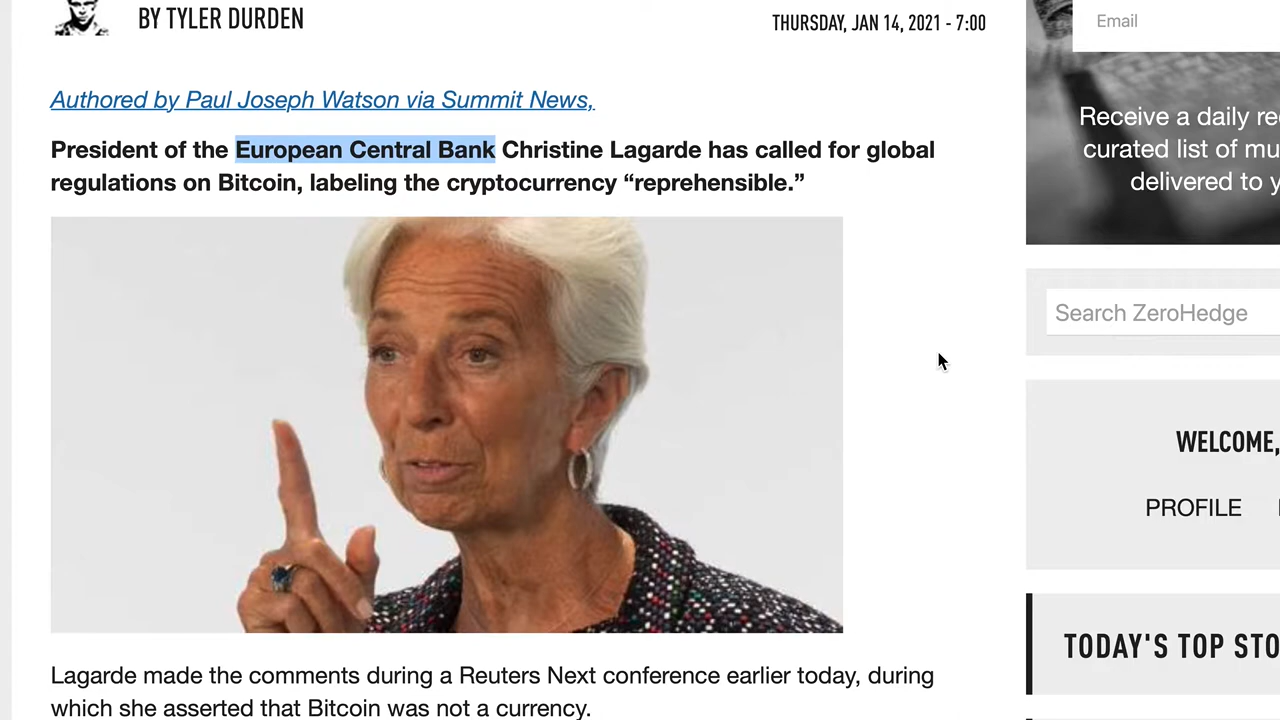 BY TYLER DURDEN
THURSDAY, JAN 14, 2021 - 7:00
Authored by Paul Joseph Watson via Summit News,
President of the European Central Bank Christine Lagarde has called for global
regulations on Bitcoin, labeling the cryptocurrency “reprehensible.”
Lagarde made the comments during a Reuters Next conference earlier today, during
which she asserted that Bitcoin was not a currency.
Email
Receive a daily
curated list of
delivered to
Search ZeroHedge
WELCOME,
PROFILE
TODAY'S TOP